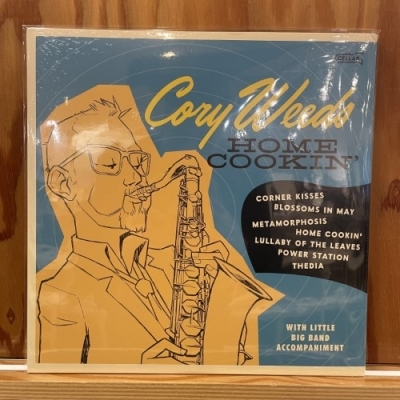 CELLAR
Cory Weeds
HOME
COOKIN'
CORNER KISSES
BLOSSOMS IN MAY
METAMORPHOSIS
HOME COOKIN'
LULLABY OF THE LEAVES
POWER STATION
THEDIA
WITH LITTLE
BIG BAND
ACCOMPANIMENT